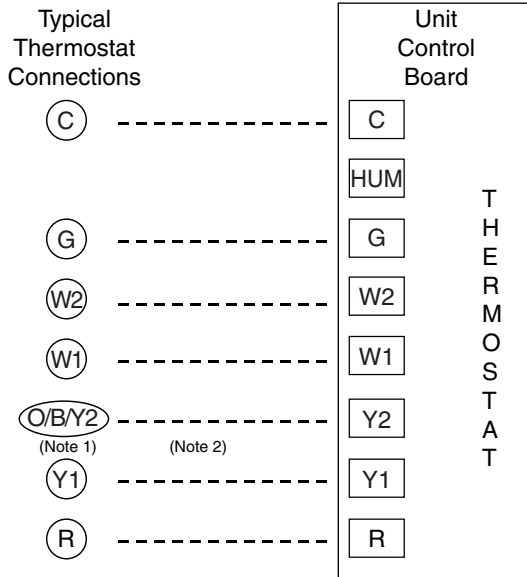 Typical
Thermostat
Connections
Unit
Control
Board
C
C
HUM
G
G
W2
W2
W1
W1
O/B/Y2
Y2
(Note 1)
(Note 2)
Y1
Y1
R
R
THERMOSTAT